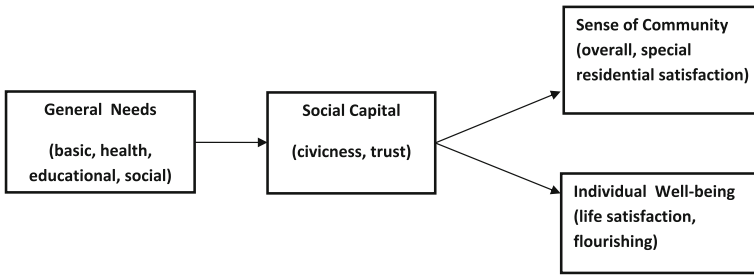 General Needs
(basic, health,
educational, social)
Social Capital
(civicness, trust)
Sense of Community
(overall, special
residential satisfaction)
Individual Well-being
(life satisfaction,
flourishing)